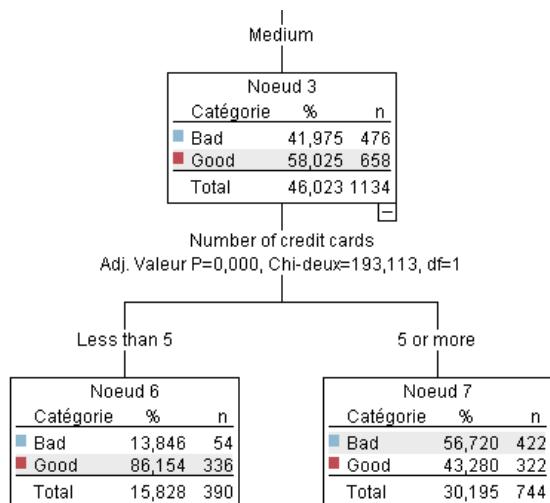 Medium
Noeud 3
Catégorie % n
Bad 41,975 476
Good 58,025 658
Total 46,023 1134
Number of credit cards
Adj. Valeur P=0,000, Chi-deux=193,113, df=1
Less than 5
5 or more
Noeud 6
Catégorie % n
Bad 13,846 54
Good 86,154 336
Total 15,828 390
Noeud 7
Catégorie % n
Bad 56,720 422
Good 43,280 322
Total 30,195 744